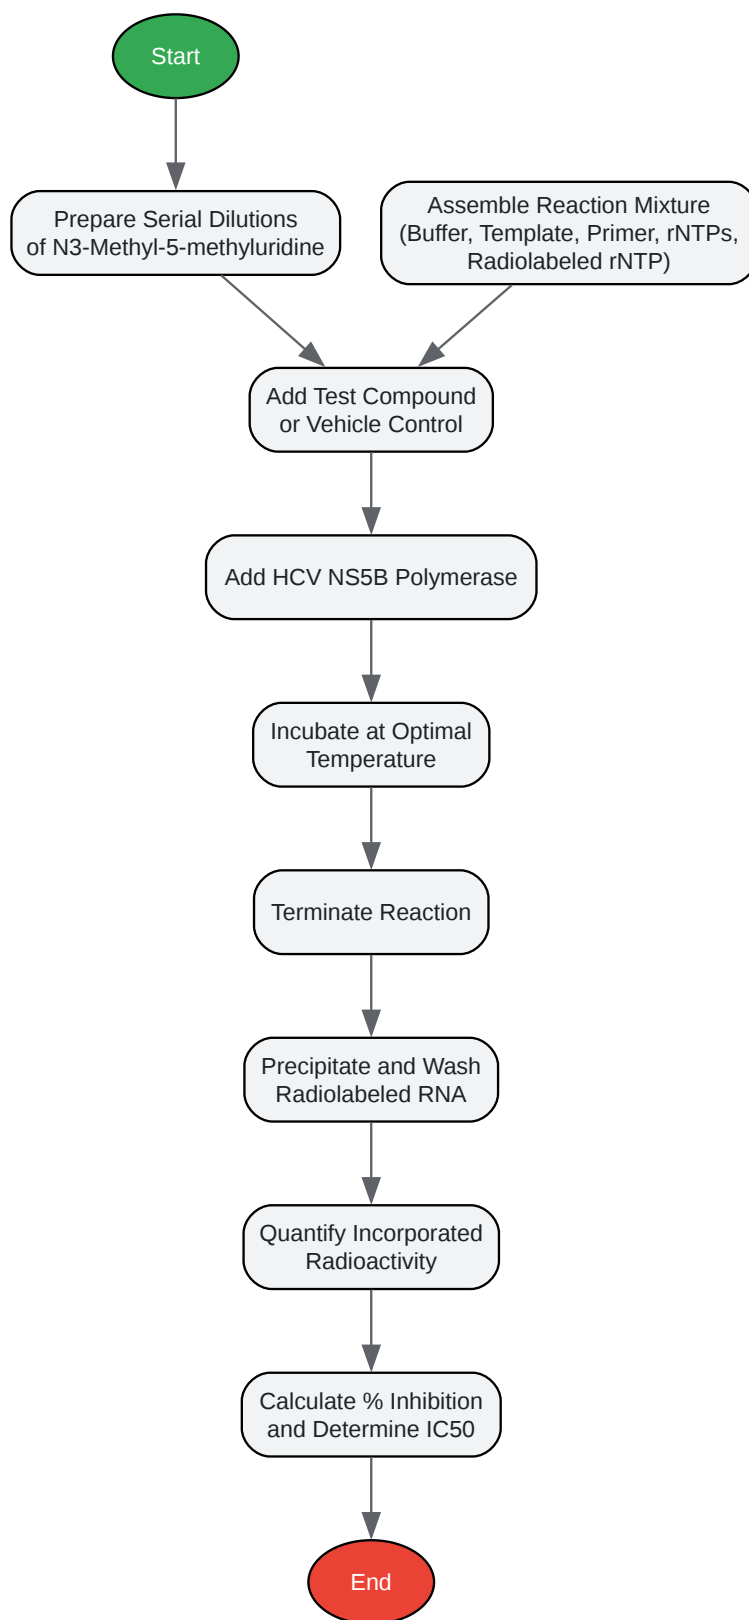 Start
Prepare Serial Dilutions
of N3-Methyl-5-methyluridine
Assemble Reaction Mixture
(Buffer, Template, Primer, rNTPs,
Radiolabeled rNTP)
Add Test Compound
or Vehicle Control
Add HCV NS5B Polymerase
Incubate at Optimal
Temperature
Terminate Reaction
Precipitate and Wash
Radiolabeled RNA
Quantify Incorporated
Radioactivity
Calculate % Inhibition
and Determine IC50
End